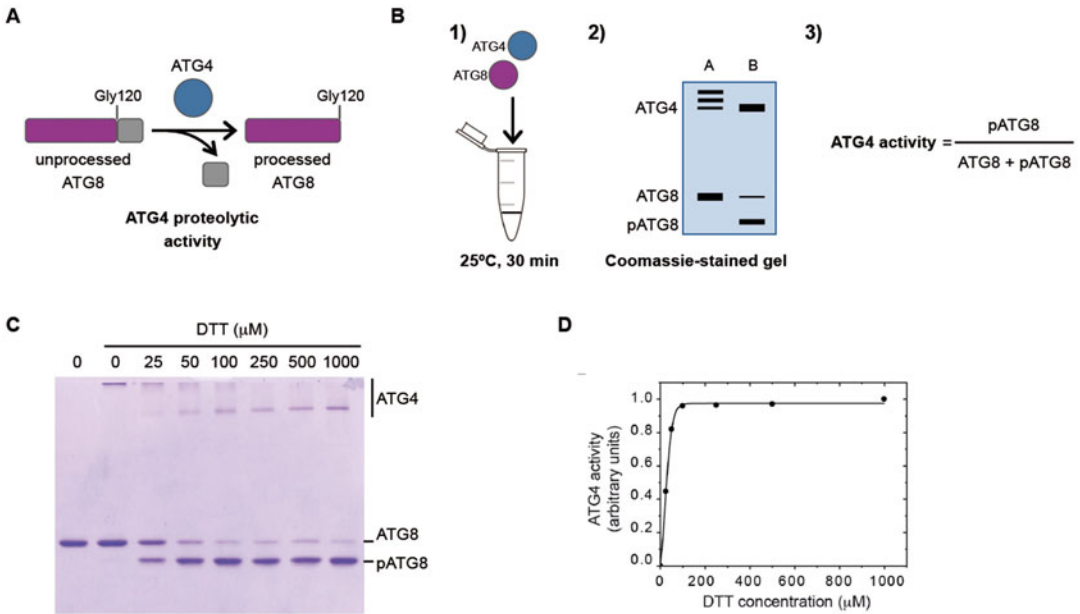 A
ATG4
Gly120
Gly120
unprocessed
ATG8
processed
ATG8
ATG4 proteolytic
activity
B
1)
ATG4
ATG8
25ºC, 30 min
2)
A B
ATG4
ATG8
pATG8
Coomassie-stained gel
3)
ATG4 activity = pATG8
ATG8 + pATG8
C
DTT (μM)
0 0 25 50 100 250 500 1000
ATG4
ATG8
pATG8
D
ATG4 activity
(arbitrary units)
1.0
0.8
0.6
0.4
0.2
0.0
0 200 400 600 800 1000
DTT concentration (μM)